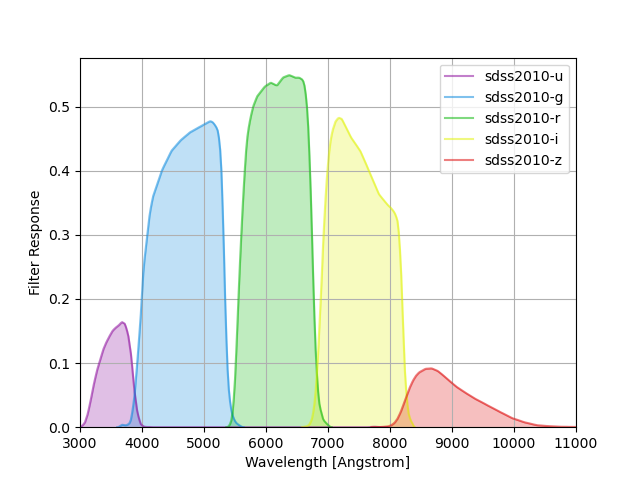 sdss2010-u
sdss2010-g
sdss2010-r
sdss2010-i
sdss2010-z
Filter Response
0.5
0.4
0.3
0.2
0.1
0.0
3000 4000 5000 6000 7000 8000 9000 10000 11000
Wavelength [Angstrom]